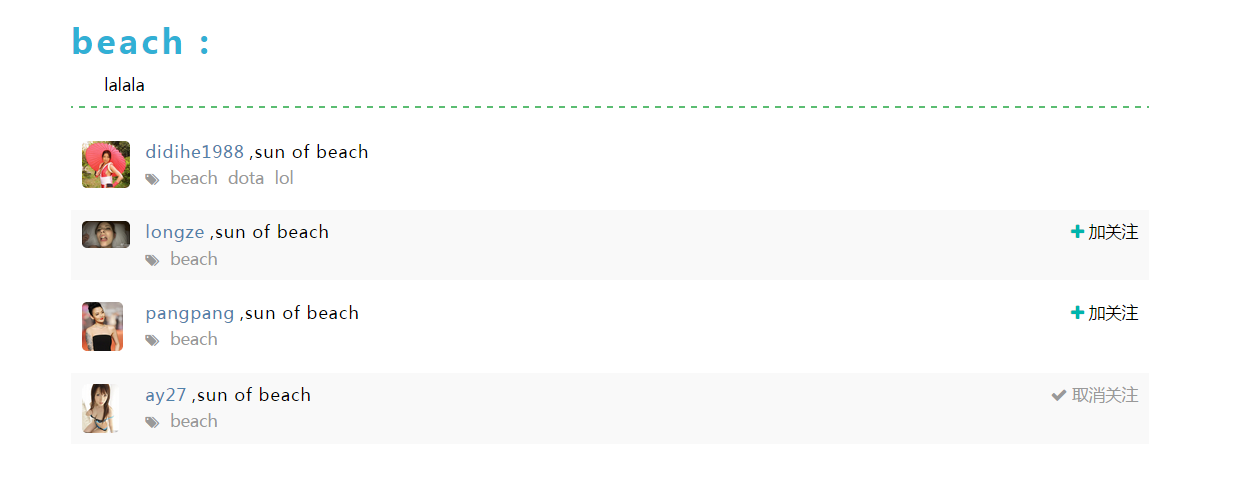 beach :
lalala
didihe1988 ,sun of beach
beach dota lol
longze ,sun of beach
加关注
beach
pangpang ,sun of beach
加关注
beach
ay27 ,sun of beach
取消关注
beach